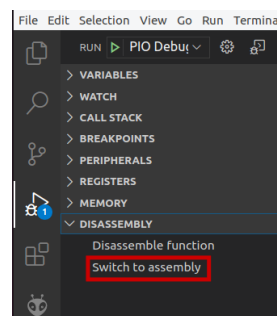 File Edit Selection View Go Run Termina
RUN PIO Debug
VARIABLES
WATCH
CALL STACK
BREAKPOINTS
PERIPHERALS
REGISTERS
MEMORY
1
DISASSEMBLY
Disassemble function
Switch to assembly